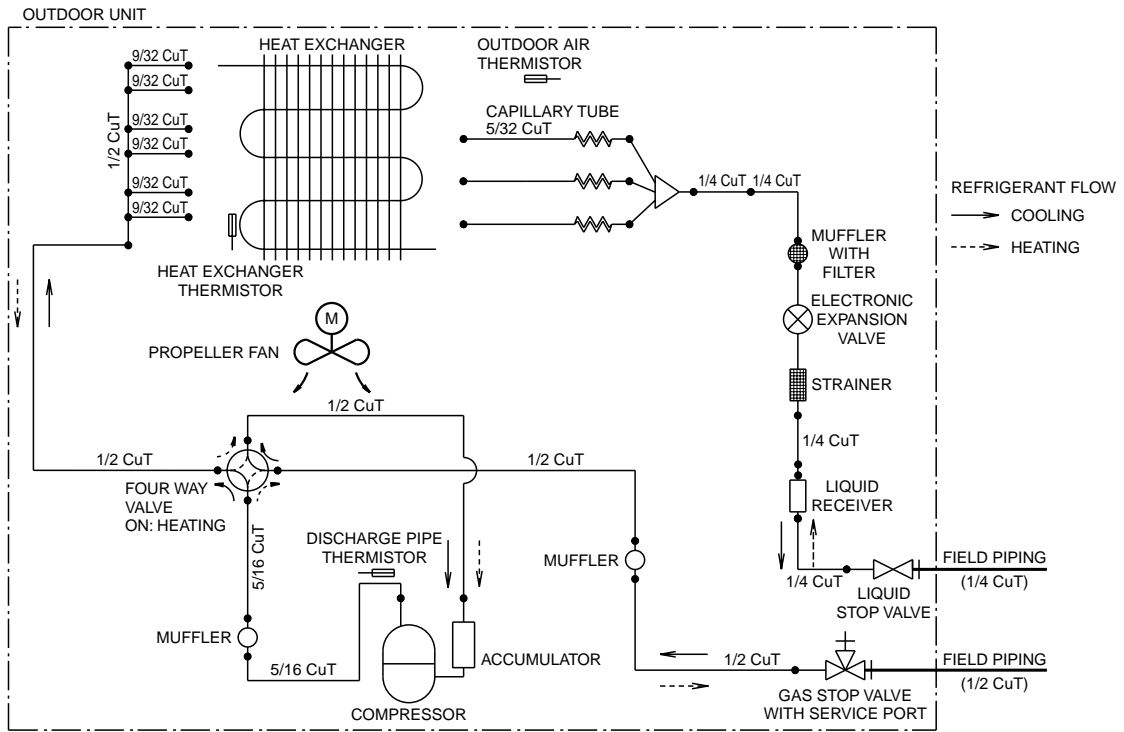 OUTDOOR UNIT
9/32 CuT
9/32 CuT
9/32 CuT
9/32 CuT
9/32 CuT
9/32 CuT
1/2 CuT
HEAT EXCHANGER
OUTDOOR AIR
THERMISTOR
CAPILLARY TUBE
5/32 CuT
1/4 CuT
1/4 CuT
REFRIGERANT FLOW
COOLING
HEATING
HEAT EXCHANGER
THERMISTOR
MUFFLER
WITH
FILTER
ELECTRONIC
EXPANSION
VALVE
M
PROPELLER FAN
STRAINER
1/2 CuT
1/4 CuT
1/2 CuT
1/2 CuT
FOUR WAY
VALVE
ON: HEATING
LIQUID
RECEIVER
5/16 CuT
DISCHARGE PIPE
THERMISTOR
MUFFLER
FIELD PIPING
(1/4 CuT)
1/4 CuT
LIQUID
STOP VALVE
MUFFLER
5/16 CuT
ACCUMULATOR
COMPRESSOR
1/2 CuT
FIELD PIPING
(1/2 CuT)
GAS STOP VALVE
WITH SERVICE PORT